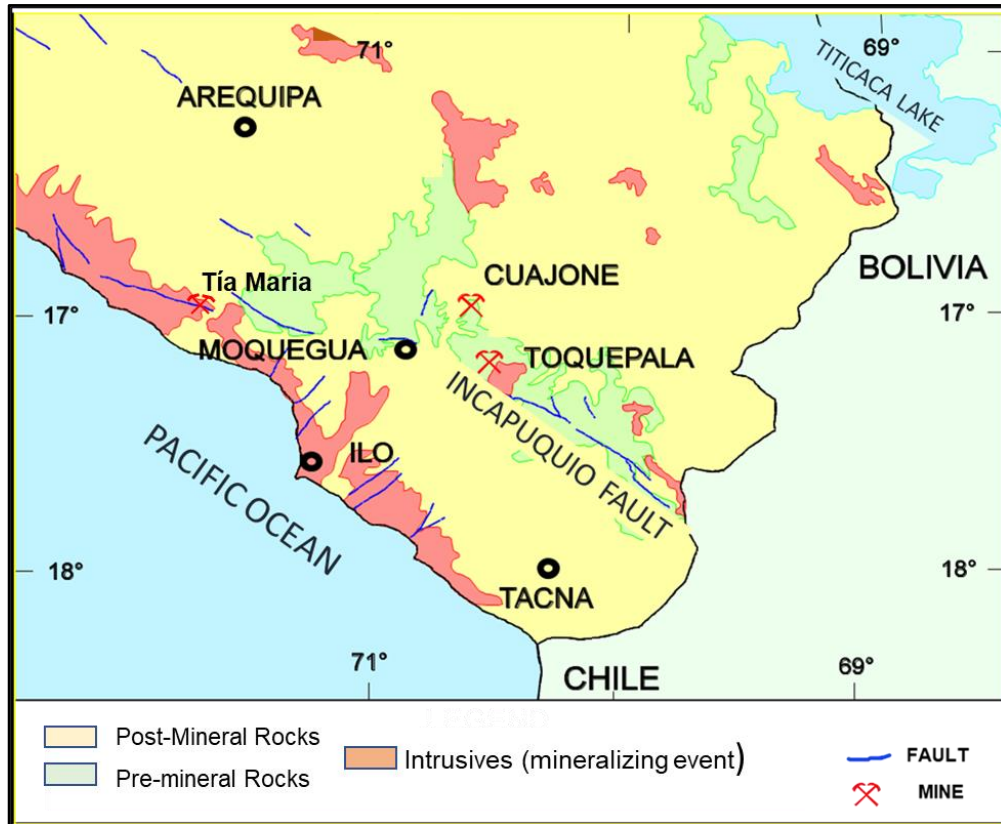 71°
69°
TITICACA LAKE
AREQUIPA
Tía Maria
CUAJONE
BOLIVIA
17°
17°
MOQUEGUA
TOQUEPALA
INCAPUQUIO FAULT
ILO
PACIFIC OCEAN
18°
18°
TACNA
71°
CHILE
69°
LEGEND
Post-Mineral Rocks
Intrusives (mineralizing event)
FAULT
Pre-mineral Rocks
MINE